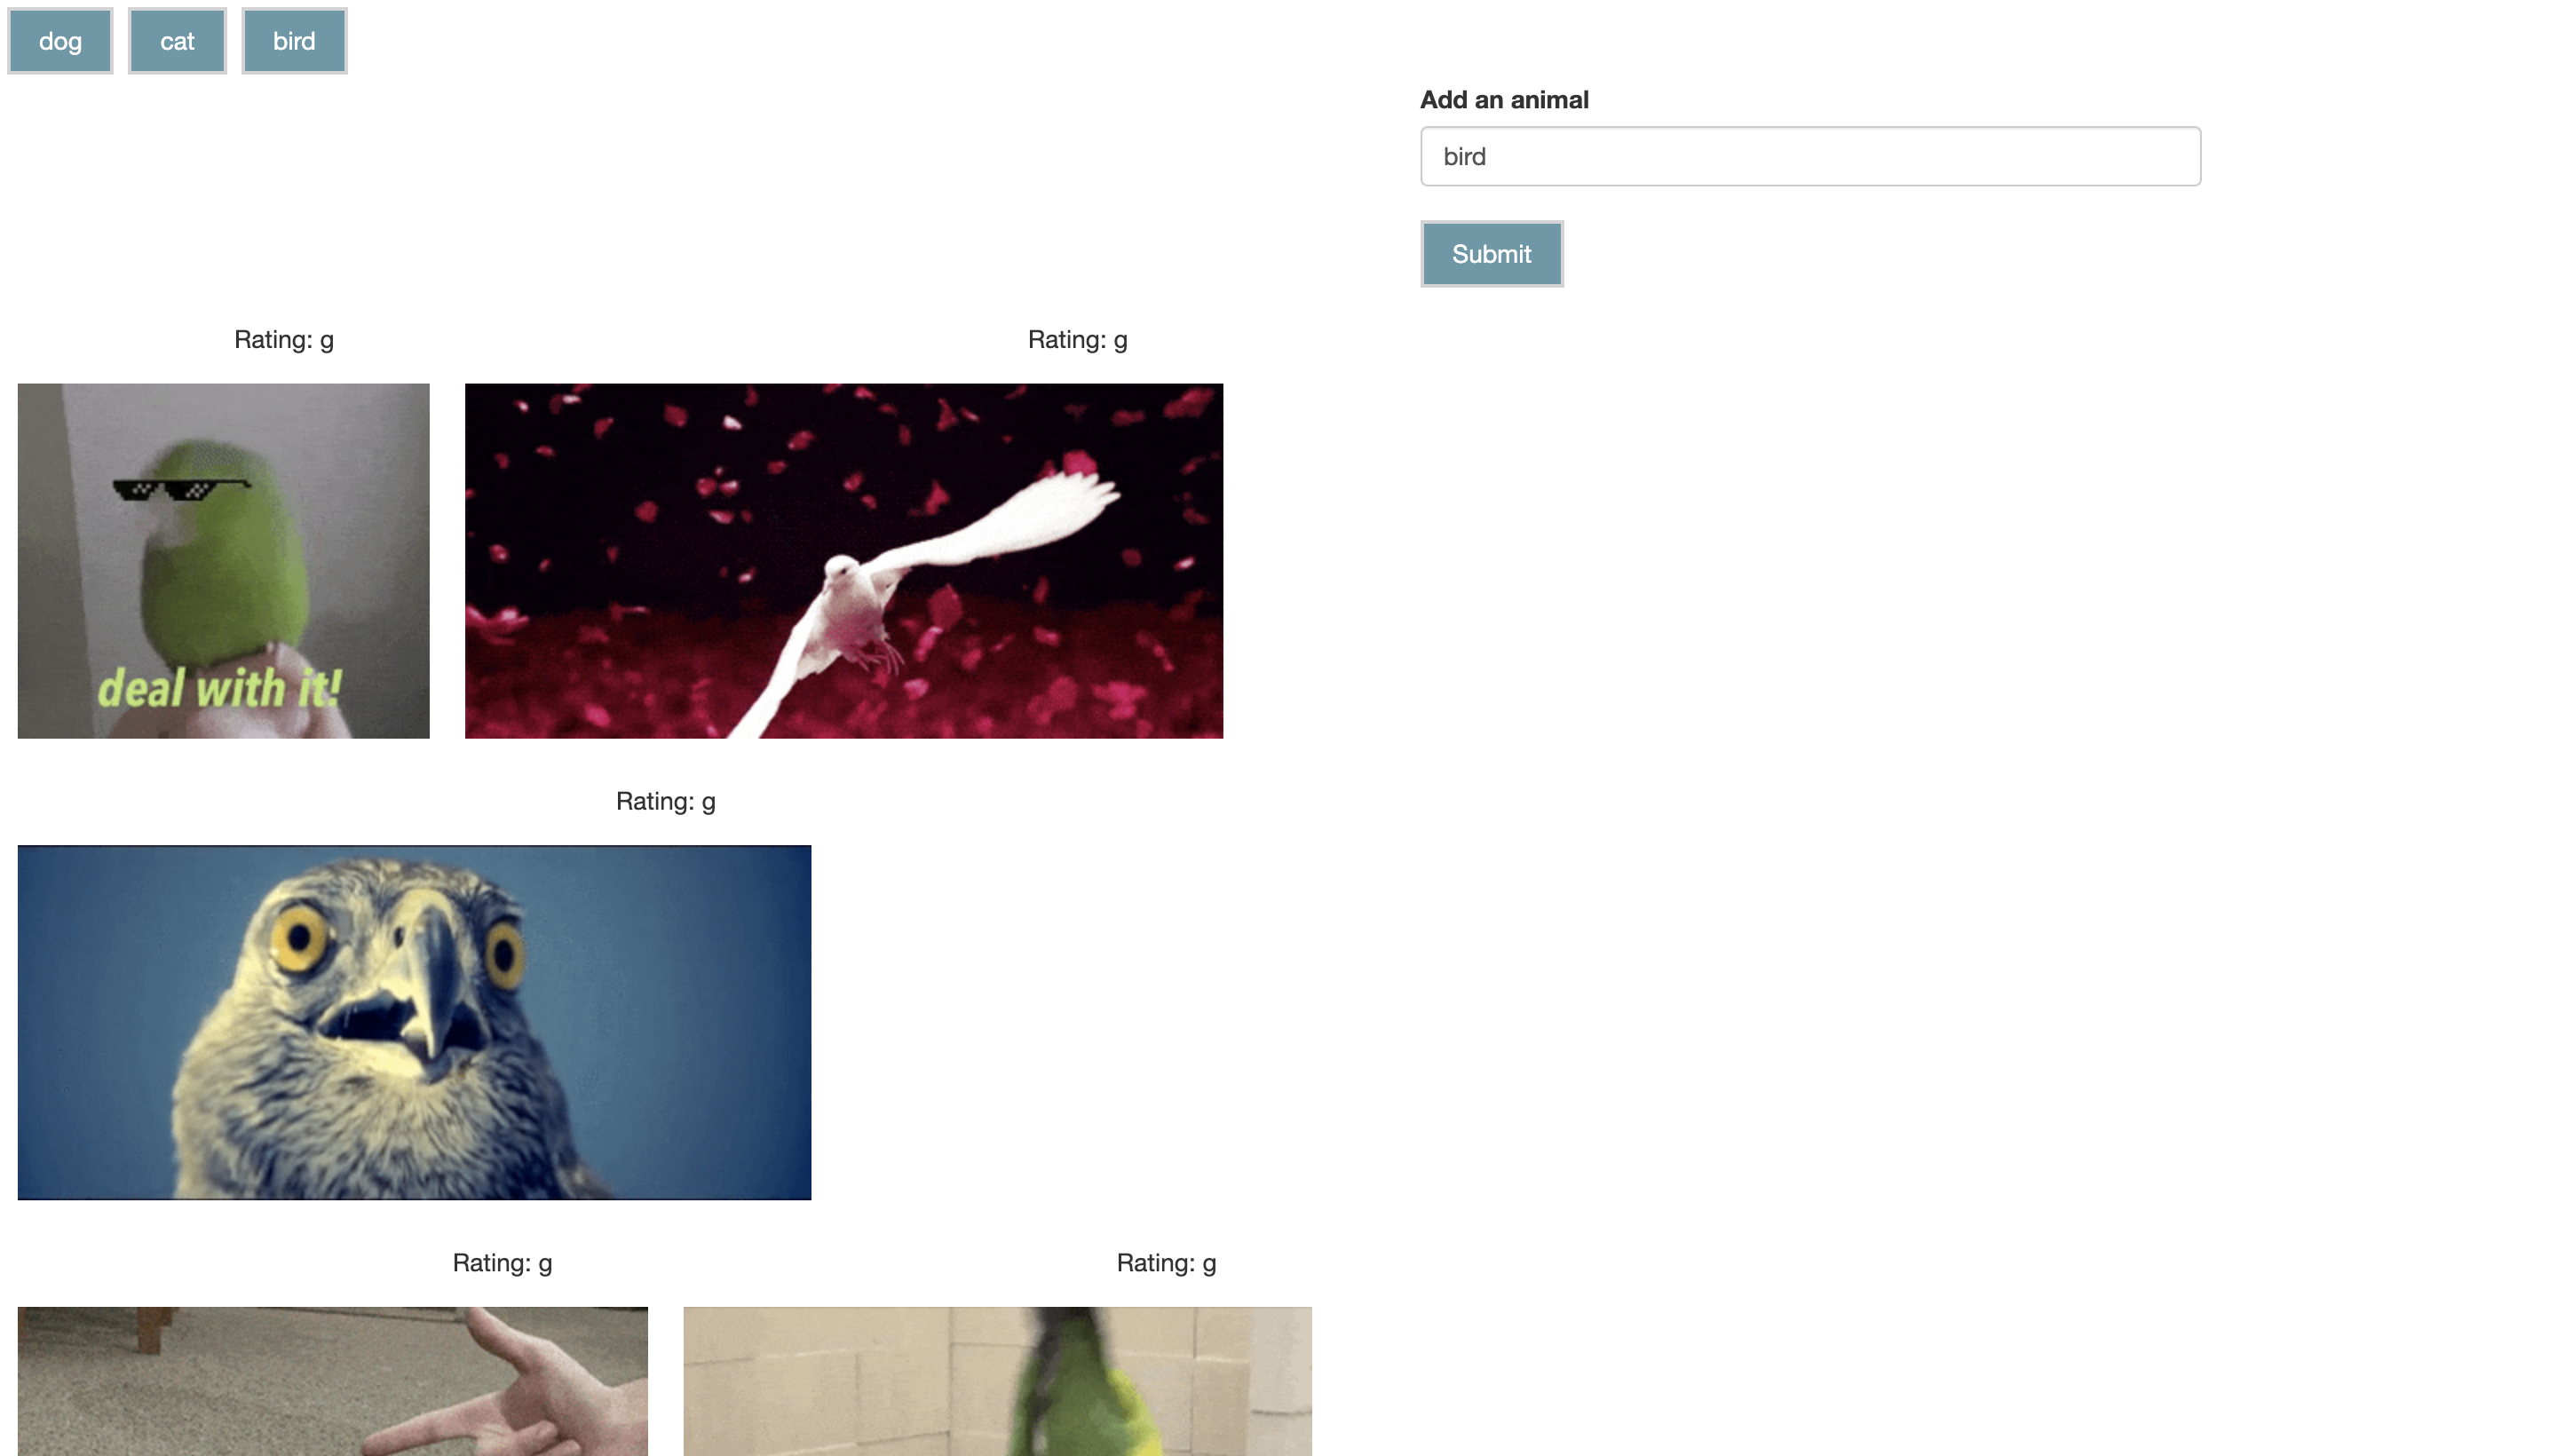 dog cat bird
Add an animal
bird
Submit
Rating: g Rating: g
deal with it!
Rating: g
Rating: g Rating: g